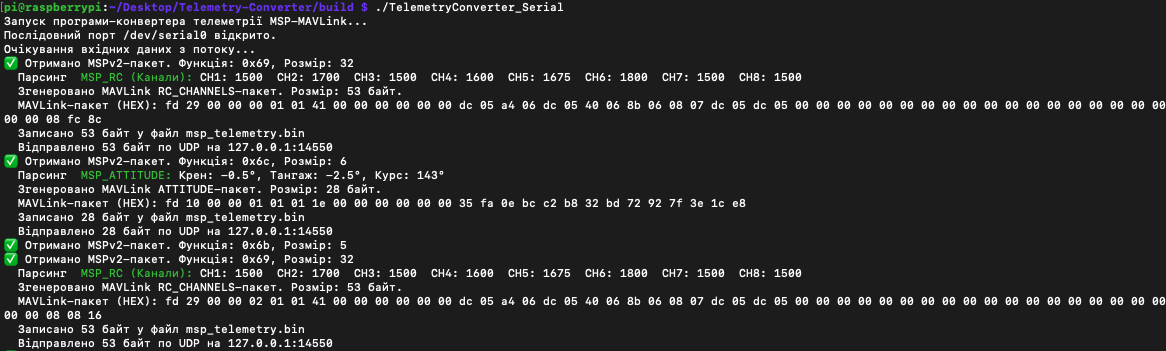 [pi@raspberrypi:~/Desktop/Telemetry-Converter/build $ ./TelemetryConverter_Serial
Запуск програми-конвертера телеметрії MSP-MAVLink...
Послідовний порт /dev/serial0 відкрито.
Очікування вхідних даних з потоку...
✅ Отримано MSPv2-пакет. Функція: 0x69, Розмір: 32
Парсинг MSP_RC (Канали): CH1: 1500 CH2: 1700 CH3: 1500 CH4: 1600 CH5: 1675 CH6: 1800 CH7: 1500 CH8: 1500
Згенеровано MAVLink RC_CHANNELS-пакет. Розмір: 53 байт.
MAVLink-пакет (HEX): fd 29 00 00 00 01 01 41 00 00 00 00 00 00 dc 05 a4 06 dc 05 40 06 8b 06 08 07 dc 05 dc 05 00 00 00 00 00 00 00 00 00 00 00 00 00 00 00 00 00
00 00 08 fc 8c
Записано 53 байт у файл msp_telemetry.bin
Відправлено 53 байт по UDP на 127.0.0.1:14550
✅ Отримано MSPv2-пакет. Функція: 0x6c, Розмір: 6
Парсинг MSP_ATTITUDE: Крен: -0.5°, Тангаж: -2.5°, Курс: 143°
Згенеровано MAVLink ATTITUDE-пакет. Розмір: 28 байт.
MAVLink-пакет (HEX): fd 10 00 00 01 01 01 1e 00 00 00 00 00 00 35 fa 0e bc c2 b8 32 bd 72 92 7f 3e 1c e8
Записано 28 байт у файл msp_telemetry.bin
Відправлено 28 байт по UDP на 127.0.0.1:14550
✅ Отримано MSPv2-пакет. Функція: 0x6b, Розмір: 5
✅ Отримано MSPv2-пакет. Функція: 0x69, Розмір: 32
Парсинг MSP_RC (Канали): CH1: 1500 CH2: 1700 CH3: 1500 CH4: 1600 CH5: 1675 CH6: 1800 CH7: 1500 CH8: 1500
Згенеровано MAVLink RC_CHANNELS-пакет. Розмір: 53 байт.
MAVLink-пакет (HEX): fd 29 00 00 02 01 01 41 00 00 00 00 00 00 dc 05 a4 06 dc 05 40 06 8b 06 08 07 dc 05 dc 05 00 00 00 00 00 00 00 00 00 00 00 00 00 00 00 00 00
00 00 08 08 16
Записано 53 байт у файл msp_telemetry.bin
Відправлено 53 байт по UDP на 127.0.0.1:14550